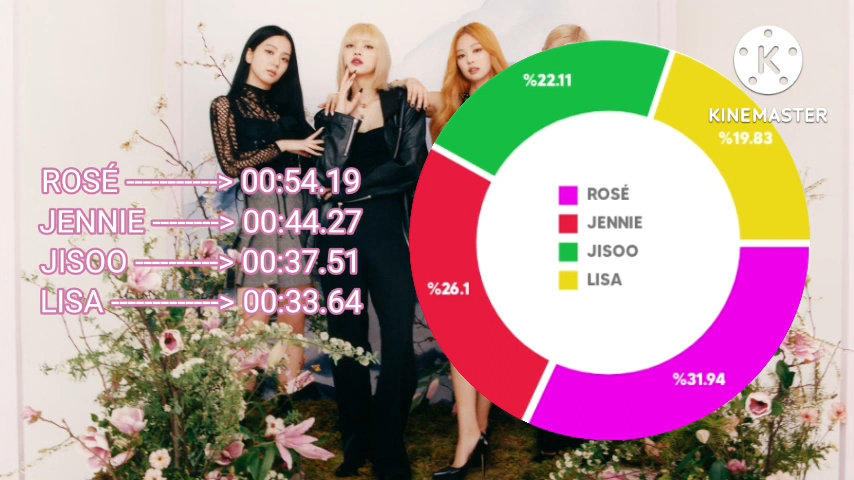 ROSÉ -----------> 00:54.19
JENNIE --------> 00:44.27
JISOO ----------> 00:37.51
LISA -------------> 00:33.64
%22.11
%19.83
%26.1
%31.94
ROSÉ
JENNIE
JISOO
LISA
K
KINEMASTER